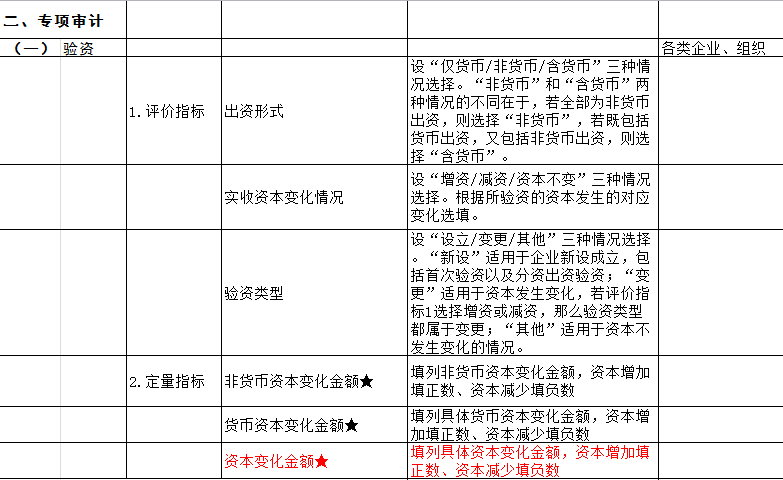 二、专项审计
（一） 验资 各类企业、组织
1.评价指标 出资形式
设“仅货币/非货币/含货币”三种情
况选择。“非货币”和“含货币”两
种情况的不同在于，若全部为非货币
出资，则选择“非货币”，若既包括
货币出资，又包括非货币出资，则选
择“含货币”。
实收资本变化情况
设“增资/减资/资本不变”三种情况
选择。根据所验资的资本发生的对应
变化选填。
验资类型
设“设立/变更/其他”三种情况选择
。“新设”适用于企业新设成立，包
括首次验资以及分资出资验资；“变
更”适用于资本发生变化，若评价指
标1选择增资或减资，那么验资类型
都属于变更；“其他”适用于资本不
发生变化的情况。
2.定量指标 非货币资本变化金额★
填列非货币资本变化金额，资本增加
填正数、资本减少填负数
货币资本变化金额★
填列具体货币资本变化金额，资本增
加填正数、资本减少填负数
资本变化金额★
填列具体资本变化金额，资本增加填
正数、资本减少填负数